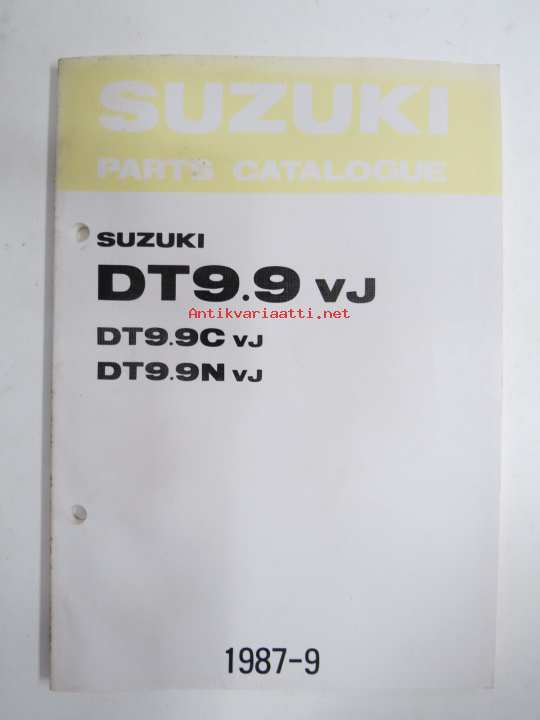 SUZUKI
PARTS CATALOGUE
SUZUKI
DT9.9 VJ
Antikvariaatti.net
DT9.9C VJ
DT9.9N VJ
1987-9